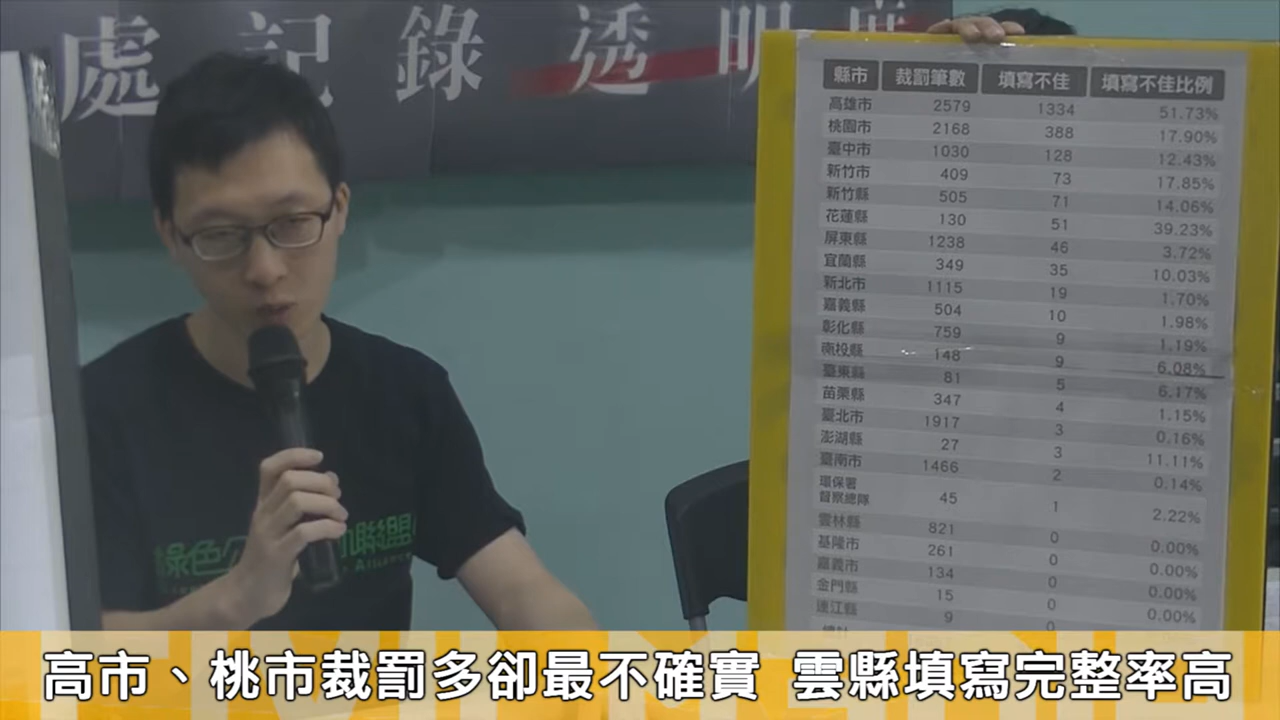 處記錄透明度
綠色公 動聯盟
縣市 裁罰筆數 填寫不佳 填寫不佳比例
高雄市 2579 1334 51.73%
桃園市 2168 388 17.90%
臺中市 1030 128 12.43%
新竹市 409 73 17.85%
新竹縣 505 71 14.06%
花蓮縣 130 51 39.23%
屏東縣 1238 46 3.72%
宜蘭縣 349 35 10.03%
新北市 1115 19 1.70%
嘉義縣 504 10 1.98%
彰化縣 759 9 1.19%
南投縣 148 9 6.08%
臺東縣 81 5 6.17%
苗栗縣 347 4 1.15%
臺北市 1917 3 0.16%
澎湖縣 27 3 11.11%
臺南市 1466 2 0.14%
環保署
督察總隊 45 1 2.22%
雲林縣 821 0 0.00%
基隆市 261 0 0.00%
嘉義市 134 0 0.00%
金門縣 15 0 0.00%
連江縣 9 0
高市、桃市裁罰多卻最不確實 雲縣填寫完整率高